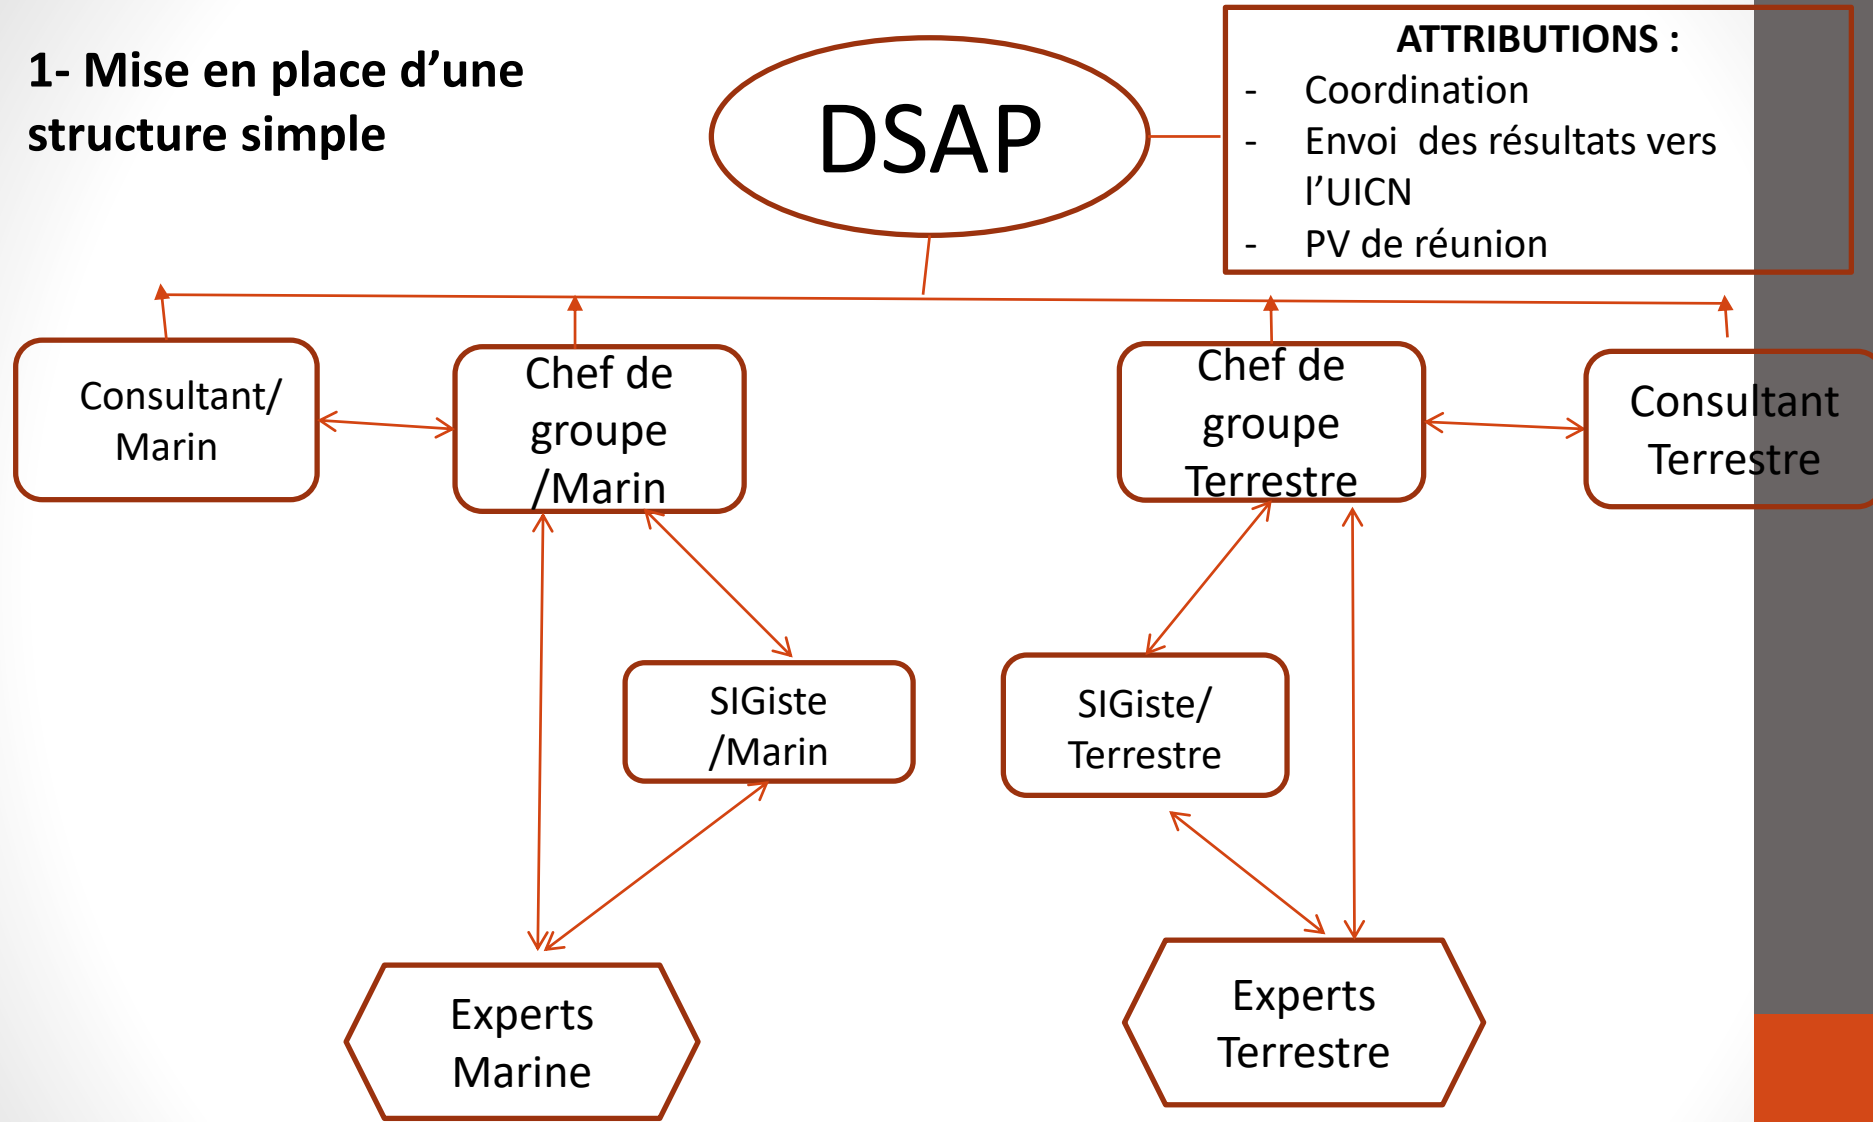 1- Mise en place d’une
structure simple
DSAP
ATTRIBUTIONS :
- Coordination
- Envoi des résultats vers
l’UICN
- PV de réunion
Consultant/
Marin
Chef de
groupe
/Marin
Chef de
groupe
Terrestre
Consultant
Terrestre
SIGiste
/Marin
SIGiste/
Terrestre
Experts
Marine
Experts
Terrestre